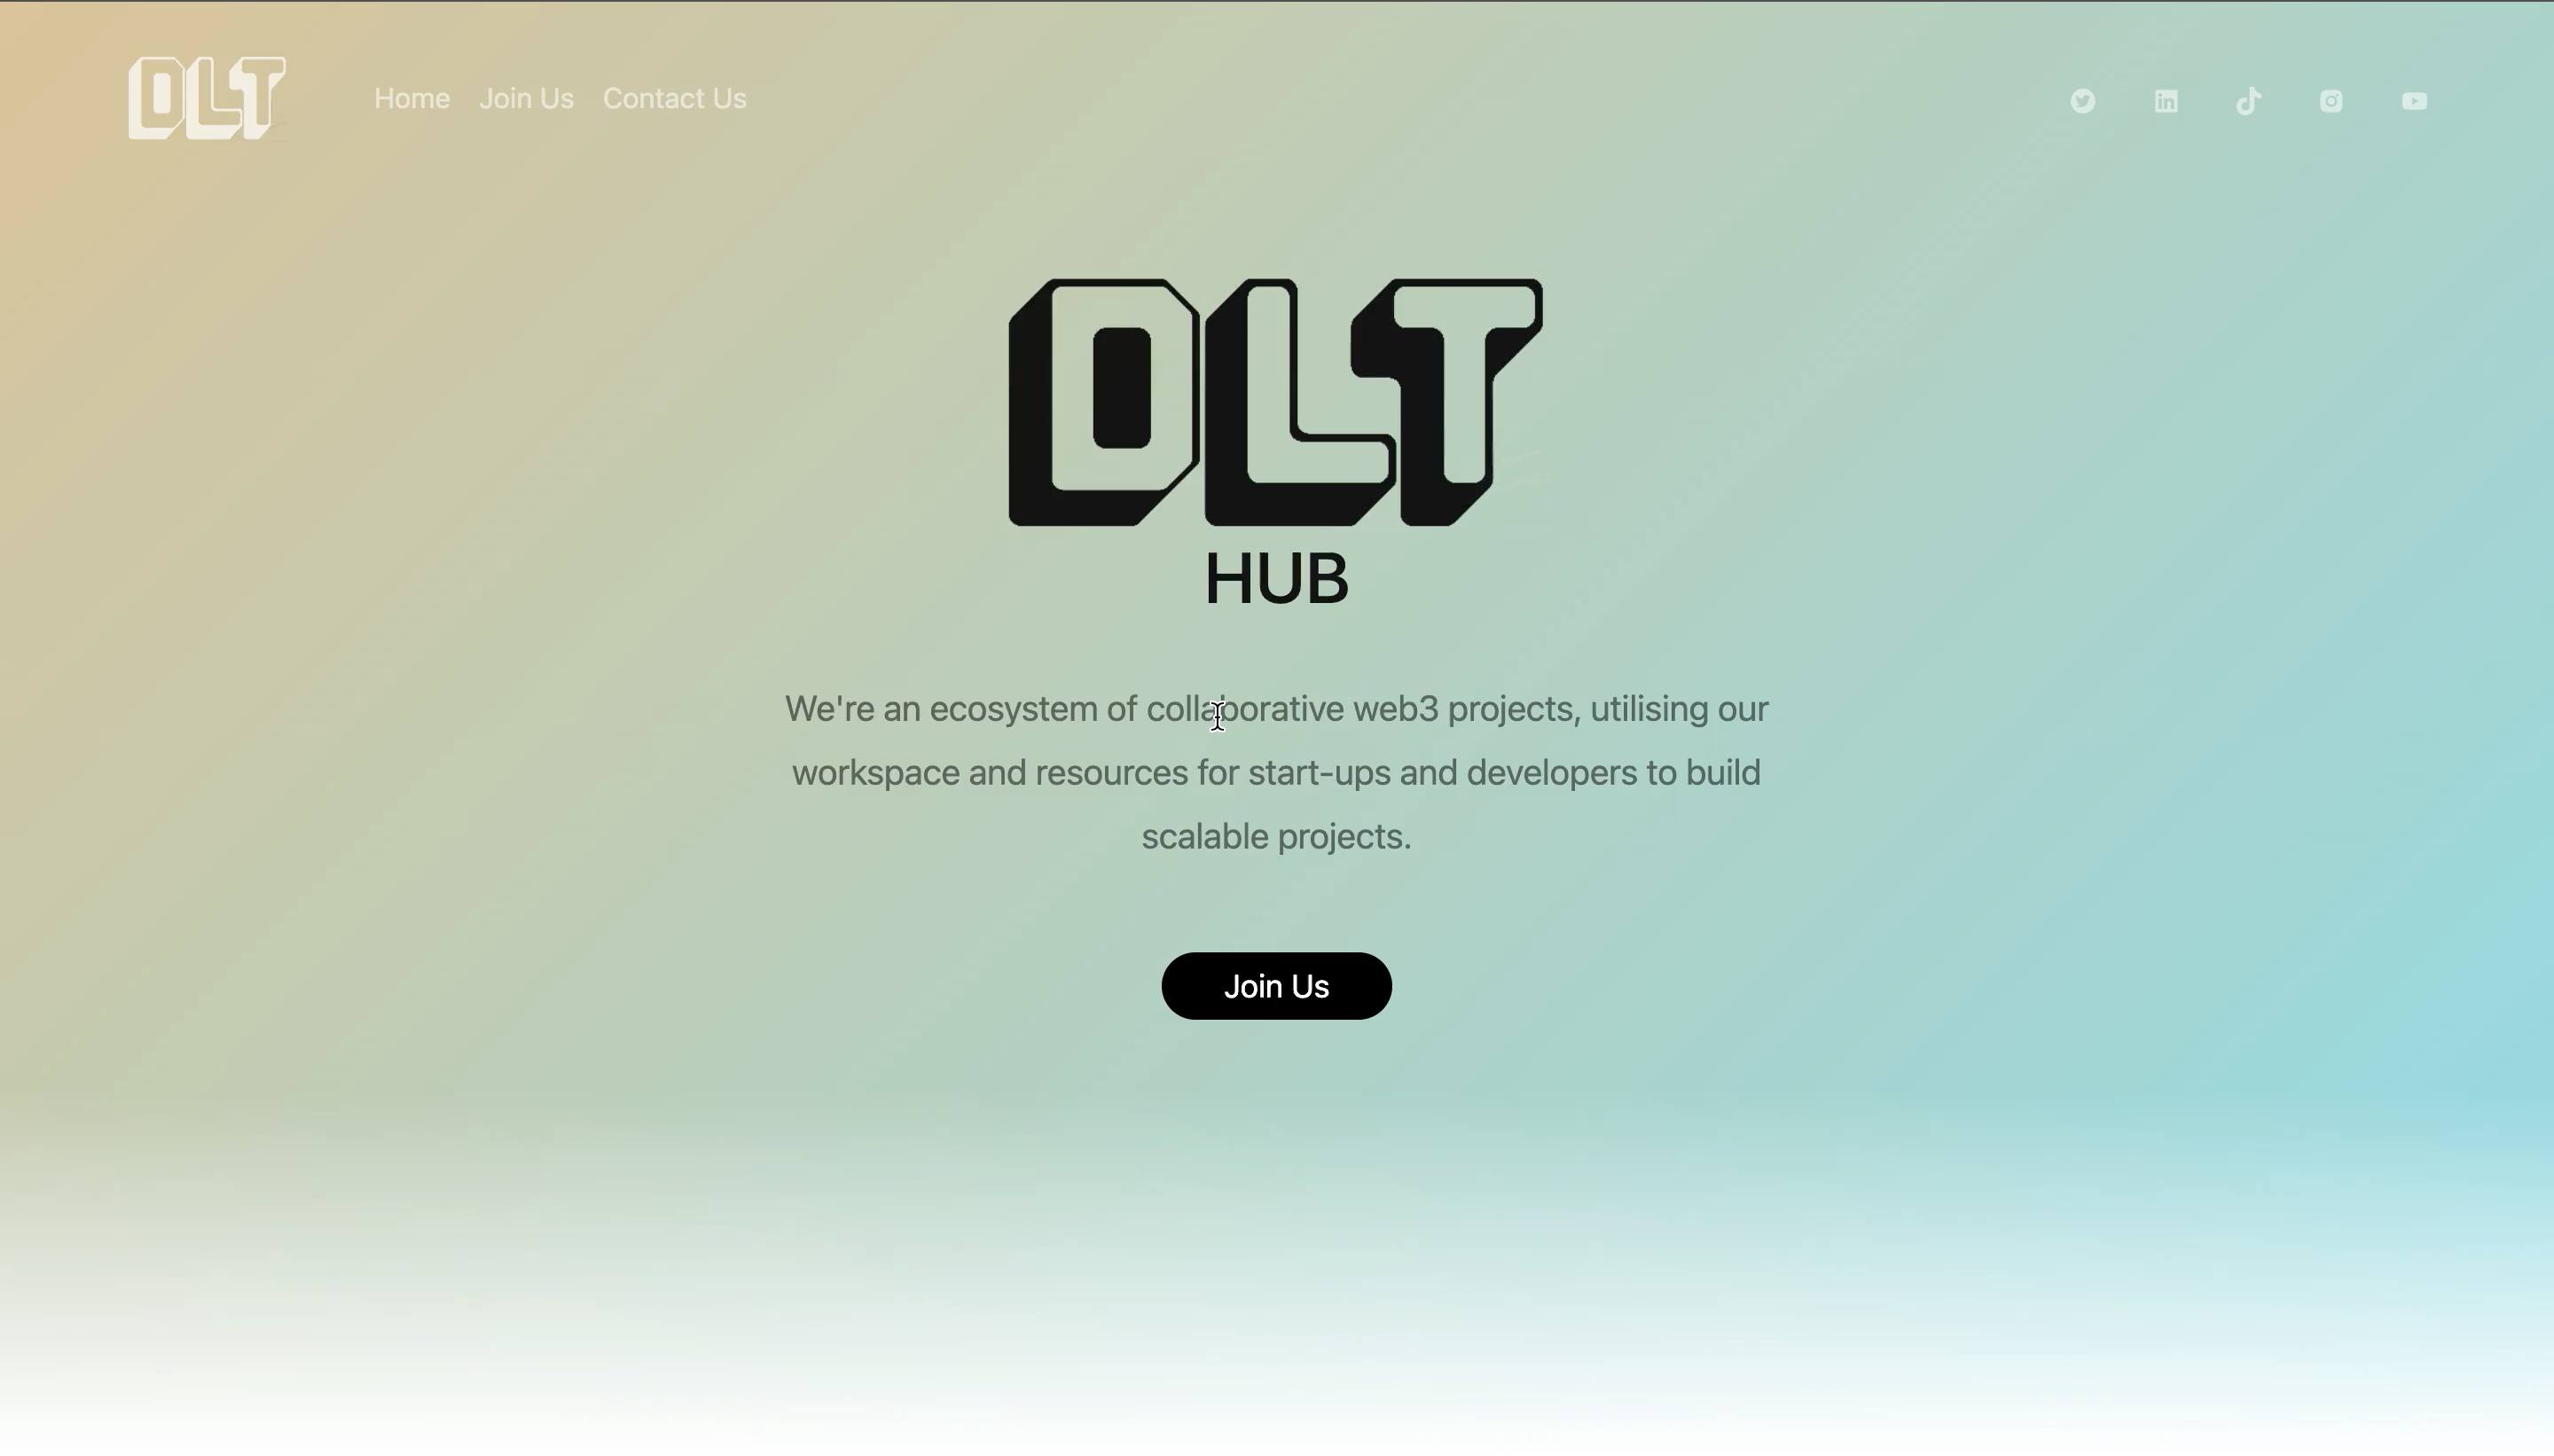 DLT
Home Join Us Contact Us
DLT
HUB
We're an ecosystem of collaborative web3 projects, utilising our
workspace and resources for start-ups and developers to build
scalable projects.
Join Us